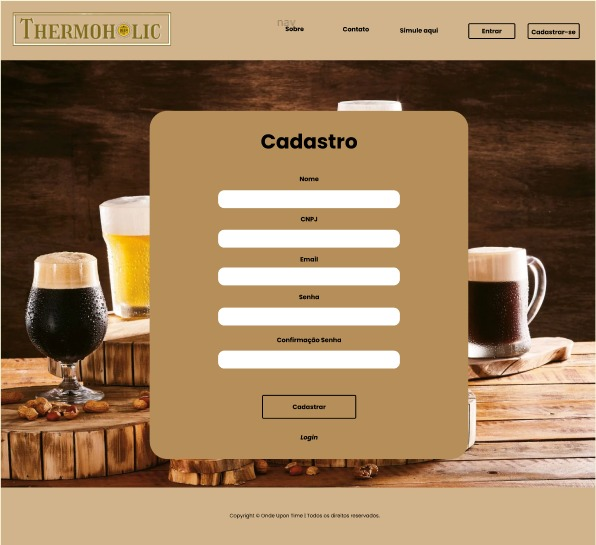 THERMOHOLIC
nav
Sobre
Contato
Simule aqui
Entrar
Cadastrar-se
Cadastro
Nome
CNPJ
Email
Senha
Confirmação Senha
Cadastrar
Login
Copyright © Onde Upon Time | Todos os direitos reservados.